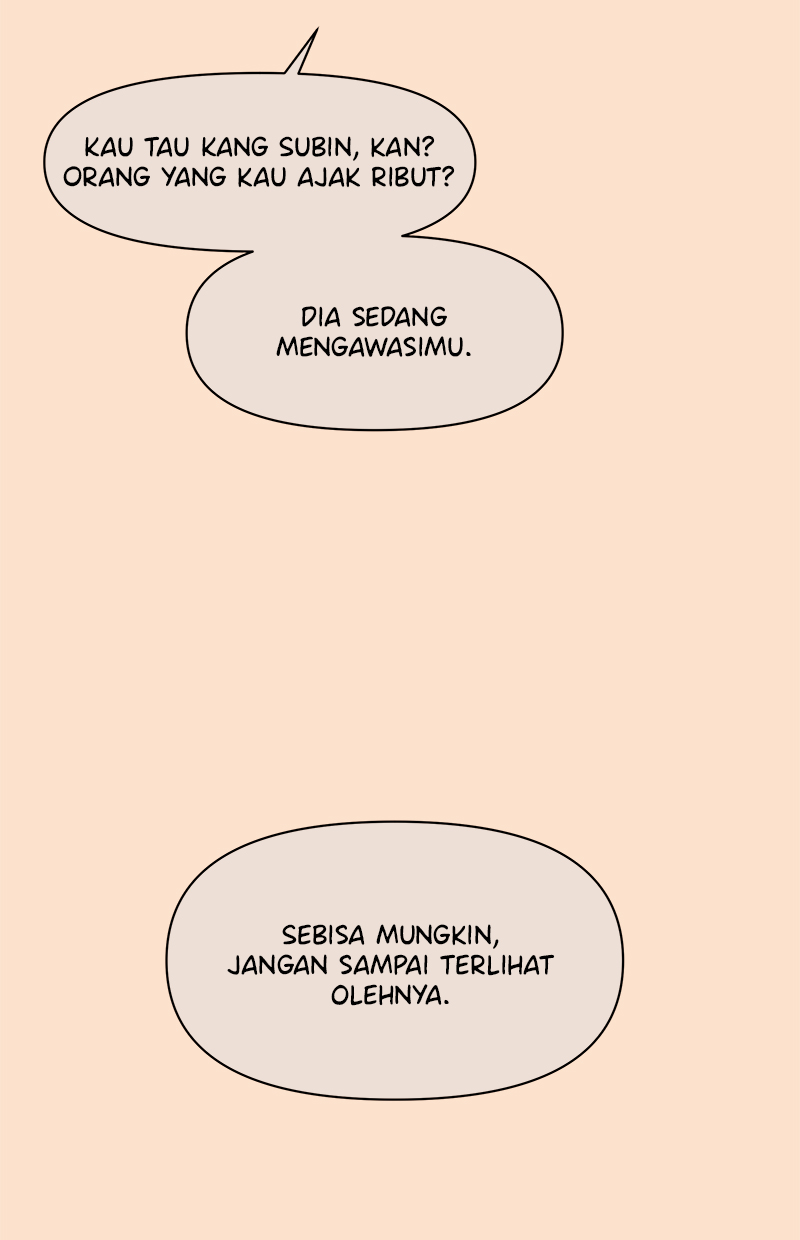 KAU TAU KANG SUBIN, KAN?
ORANG YANG KAU AJAK RIBUT?
DIA SEDANG
MENGAWASIMU.
SEBISA MUNGKIN,
JANGAN SAMPAI TERLIHAT
OLEHNYA.